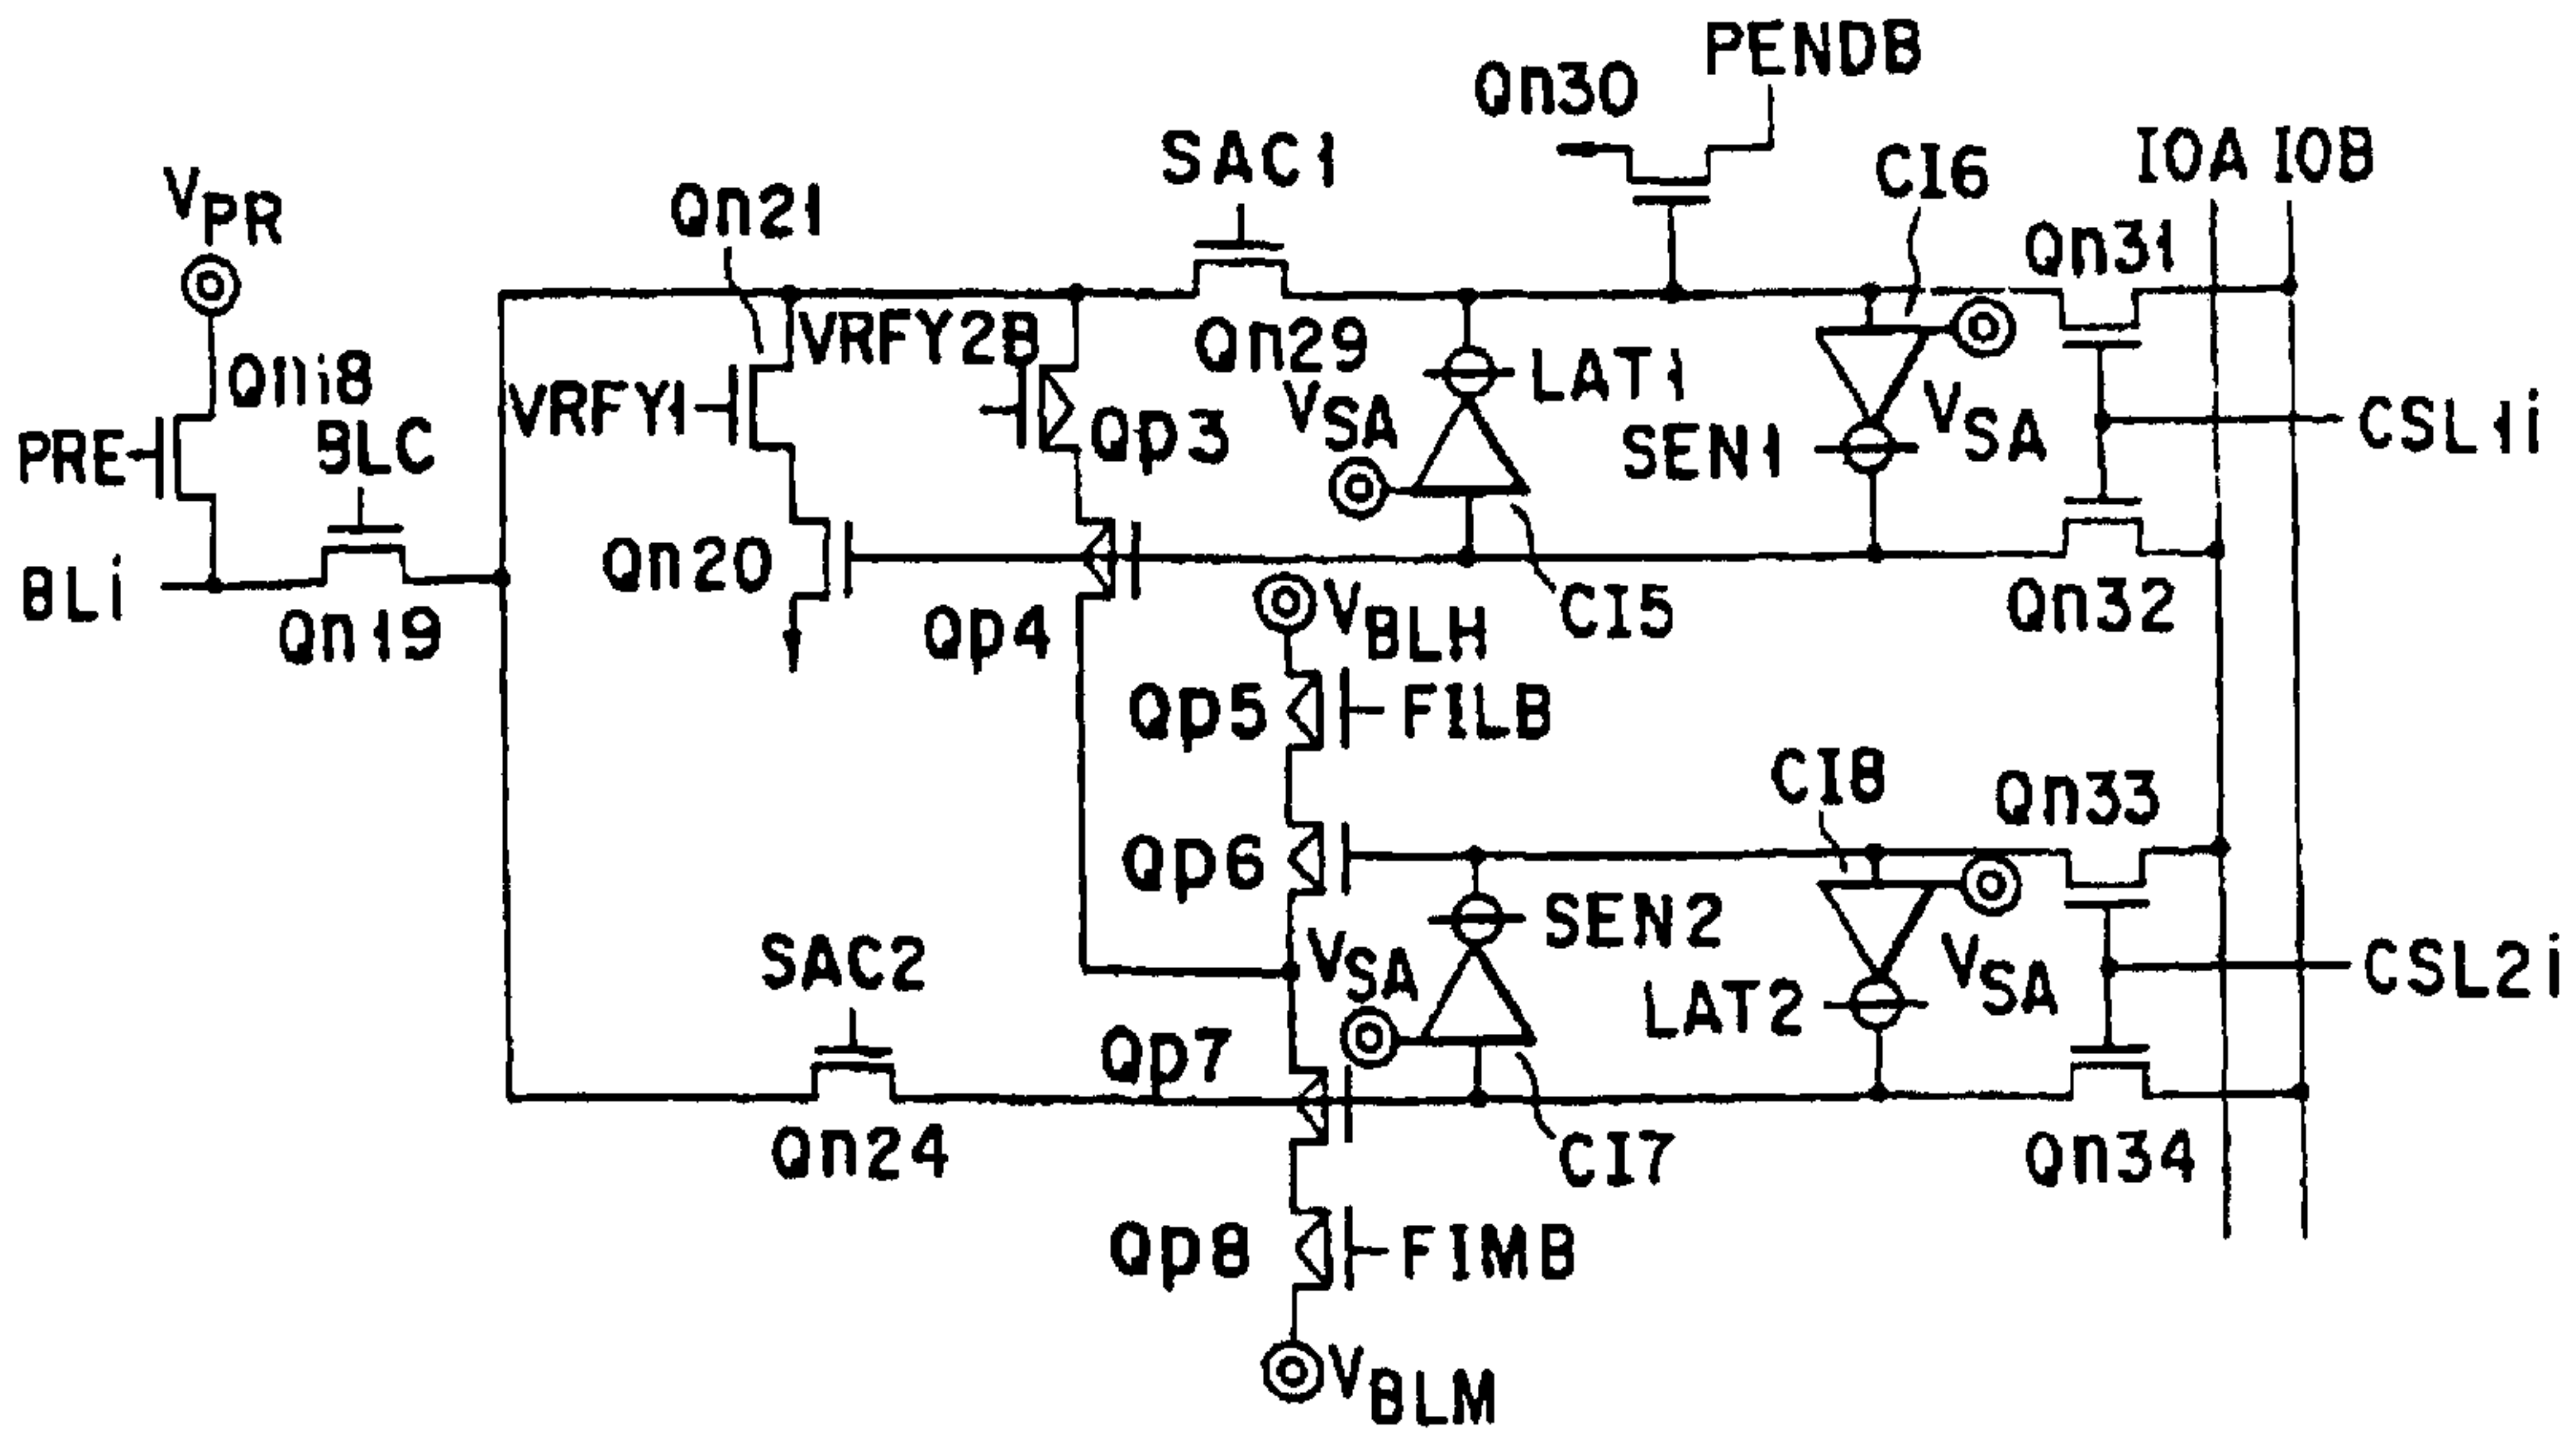 PENDB
Qn30
SAC1
CI6
IOA IOB
VPR
Qn21
Qn31
VRFY2B
Qn29
Qni8
LAT1
VRFY1
VSA
VSA
PRE
BLC
Qp3
SEN1
CSL1i
Qn20
BLi
Qn19
Qp4
VBLH
CI5
Qn32
Qp5
FILB
CI8
Qn33
Qp6
SEN2
SAC2
VSA
LAT2
VSA
CSL2i
Qp7
Qn24
CI7
Qn34
Qp8
FIMB
VBLM